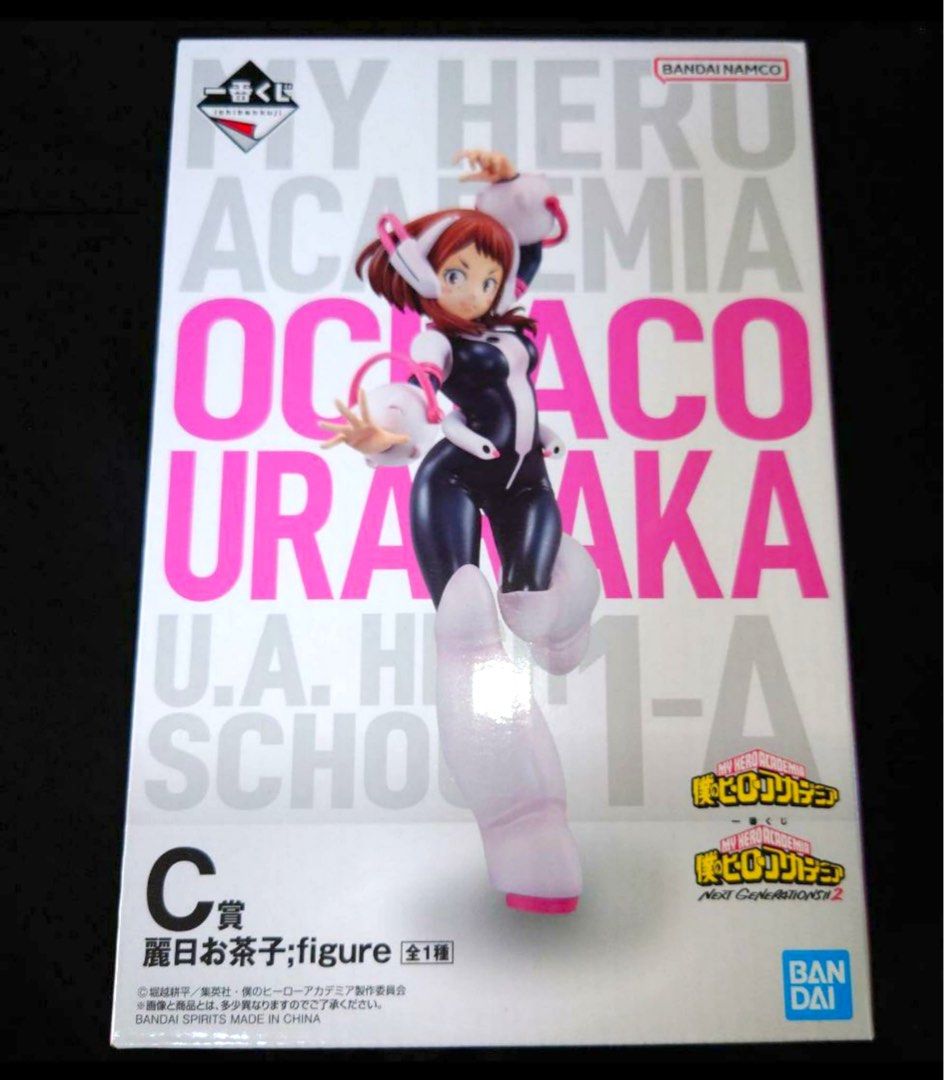 一番くじ
ichibankuji
BANDAI NAMCO
MY HERO
ACADEMIA
OCHACO
URARAKA
U.A. HIGH
SCHOOL 1-A
MY HERO ACADEMIA
僕のヒーローアカデミア
一番くじ
MY HERO ACADEMIA
僕のヒーローアカデミア
NEXT GENERATIONS!! 2
C賞
麗日お茶子;figure 全1種
©堀越耕平／集英社・僕のヒーローアカデミア製作委員会
※画像と商品とは、多少異なりますのでご了承ください。
BANDAI SPIRITS MADE IN CHINA
BAN
DAI